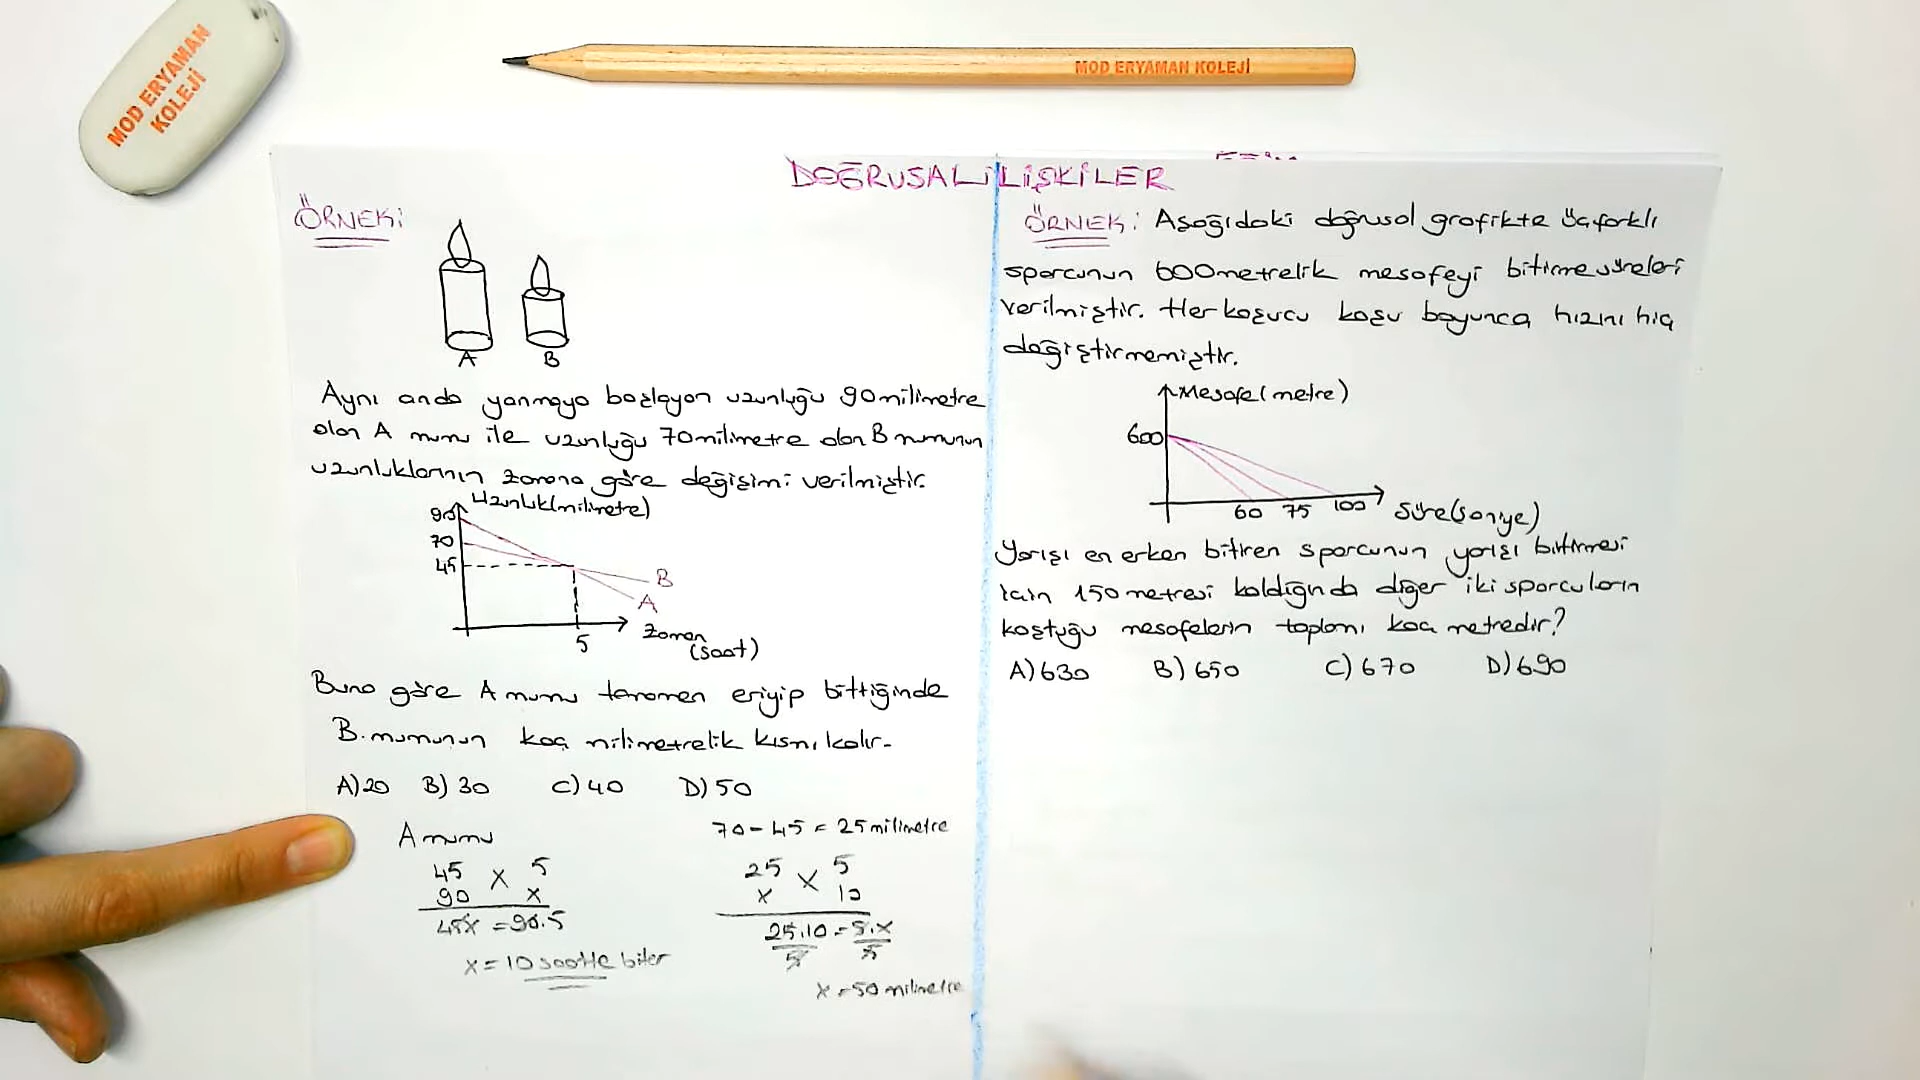 MOD ERYAMAN
KOLEJİ
MOD ERYAMAN KOLEJİ
DOĞRUSAL İLİŞKİLER
ÖRNEK:
A B
Aynı anda yanmaya başlayan uzunluğu 90 milimetre
olan A mumu ile uzunluğu 70 milimetre olan B mumunun
uzunluklarının zamana göre değişimi verilmiştir.
Uzunluk(milimetre)
90
70
45
B
A
5
Zaman
(saat)
Buna göre A mumu tamamen eriyip bittiğinde
B mumunun kaç milimetrelik kısmı kalır.
A)20 B)30 C)40 D)50
A mumu
45 X 5
90 x
45x = 90.5
x = 10 saatte biter
70-45 = 25 milimetre
25 X 5
x 10
25.10 = 5.x
5 5
x = 50 milimetre
ÖRNEK: Aşağıdaki doğrusal grafikte üç farklı
sporcunun 600 metrelik mesafeyi bitirme süreleri
verilmiştir. Her koşucu koşu boyunca hızını hiç
değiştirmemiştir.
Mesafe(metre)
600
60 75 100 Süre(saniye)
Yarışı en erken bitiren sporcunun yarışı bitirmesi
için 150 metresi kaldığında diğer iki sporcuların
koştuğu mesafelerin toplamı kaç metredir?
A)630 B)650 C)670 D)690